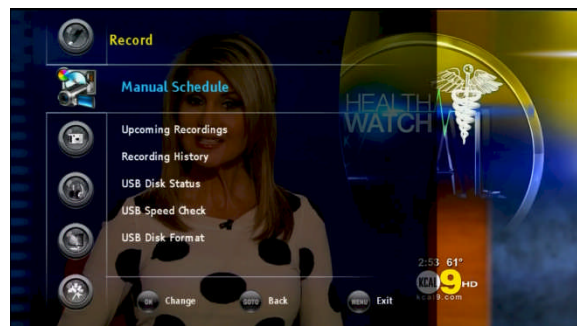 Record
Manual Schedule
Upcoming Recordings
Recording History
USB Disk Status
USB Speed Check
USB Disk Format
HEALTH
WATCH
2:53 61°
KCAL 9 HD
kcal9.com
OK Change GOTO Back MENU Exit